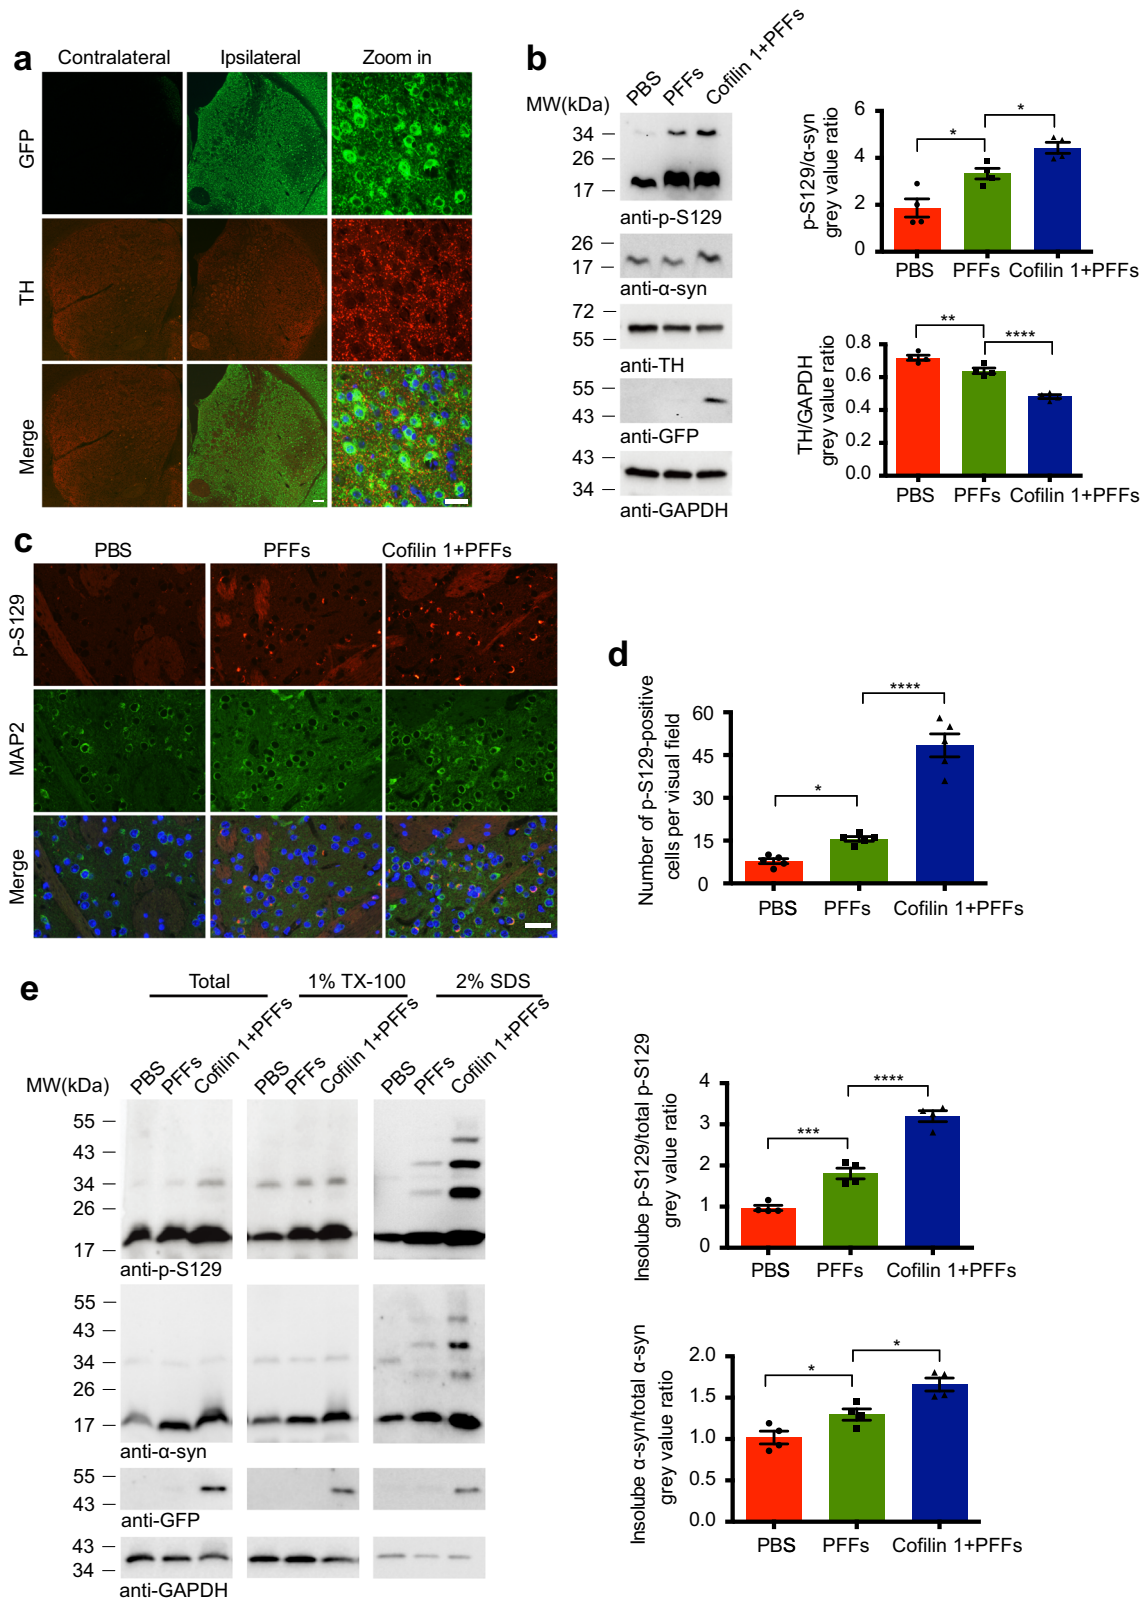 a
Contralateral Ipsilateral Zoom in
GFP
TH
Merge
b
MW(kDa) PBS PFFs Cofilin 1+PFFs
34
26
17
anti-p-S129
26
17
anti-α-syn
72
55
anti-TH
55
43
anti-GFP
43
34
anti-GAPDH
p-S129/α-syn
grey value ratio
6
4
2
0
* *
PBS PFFs Cofilin 1+PFFs
TH/GAPDH
grey value ratio
0.8
0.6
0.4
0.2
0.0
** ****
PBS PFFs Cofilin 1+PFFs
c
PBS PFFs Cofilin 1+PFFs
p-S129
MAP2
Merge
d
Number of p-S129-positive
cells per visual field
60
45
30
15
0
* ****
PBS PFFs Cofilin 1+PFFs
e
Total 1% TX-100 2% SDS
MW(kDa) PBS PFFs Cofilin 1+PFFs PBS PFFs Cofilin 1+PFFs PBS PFFs Cofilin 1+PFFs
55
43
34
26
17
anti-p-S129
55
43
34
26
17
anti-α-syn
55
43
anti-GFP
43
34
anti-GAPDH
Insolube p-S129/total p-S129
grey value ratio
4
3
2
1
0
*** ****
PBS PFFs Cofilin 1+PFFs
Insolube α-syn/total α-syn
grey value ratio
2.0
1.5
1.0
0.5
0.0
* *
PBS PFFs Cofilin 1+PFFs